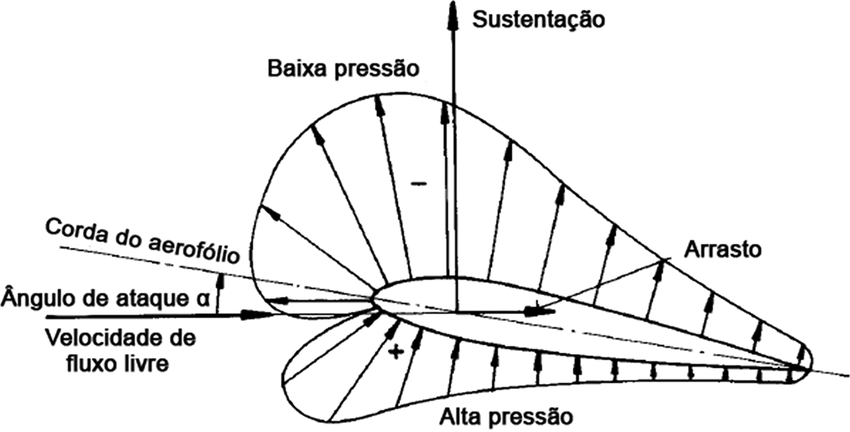 Sustentação
Baixa pressão
–
Corda do aerofólio
Arrasto
Ângulo de ataque α
Velocidade de
fluxo livre
+
Alta pressão